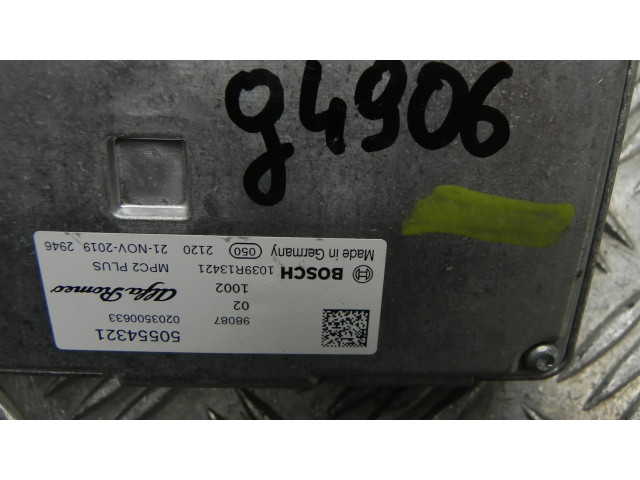 g4906
50554321
98087 0203500633
02
1002 Alfa Romeo
BOSCH 1039R13421 MPC2 PLUS
Made in Germany 050 2120 21-NOV-2019 2946